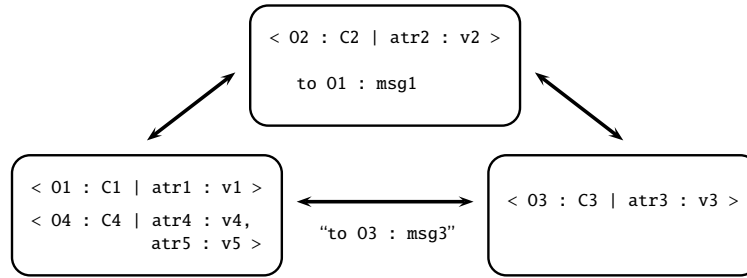 < O2 : C2 | atr2 : v2 >
to O1 : msg1
< O1 : C1 | atr1 : v1 >
< O4 : C4 | atr4 : v4,
atr5 : v5 >
“to O3 : msg3”
< O3 : C3 | atr3 : v3 >